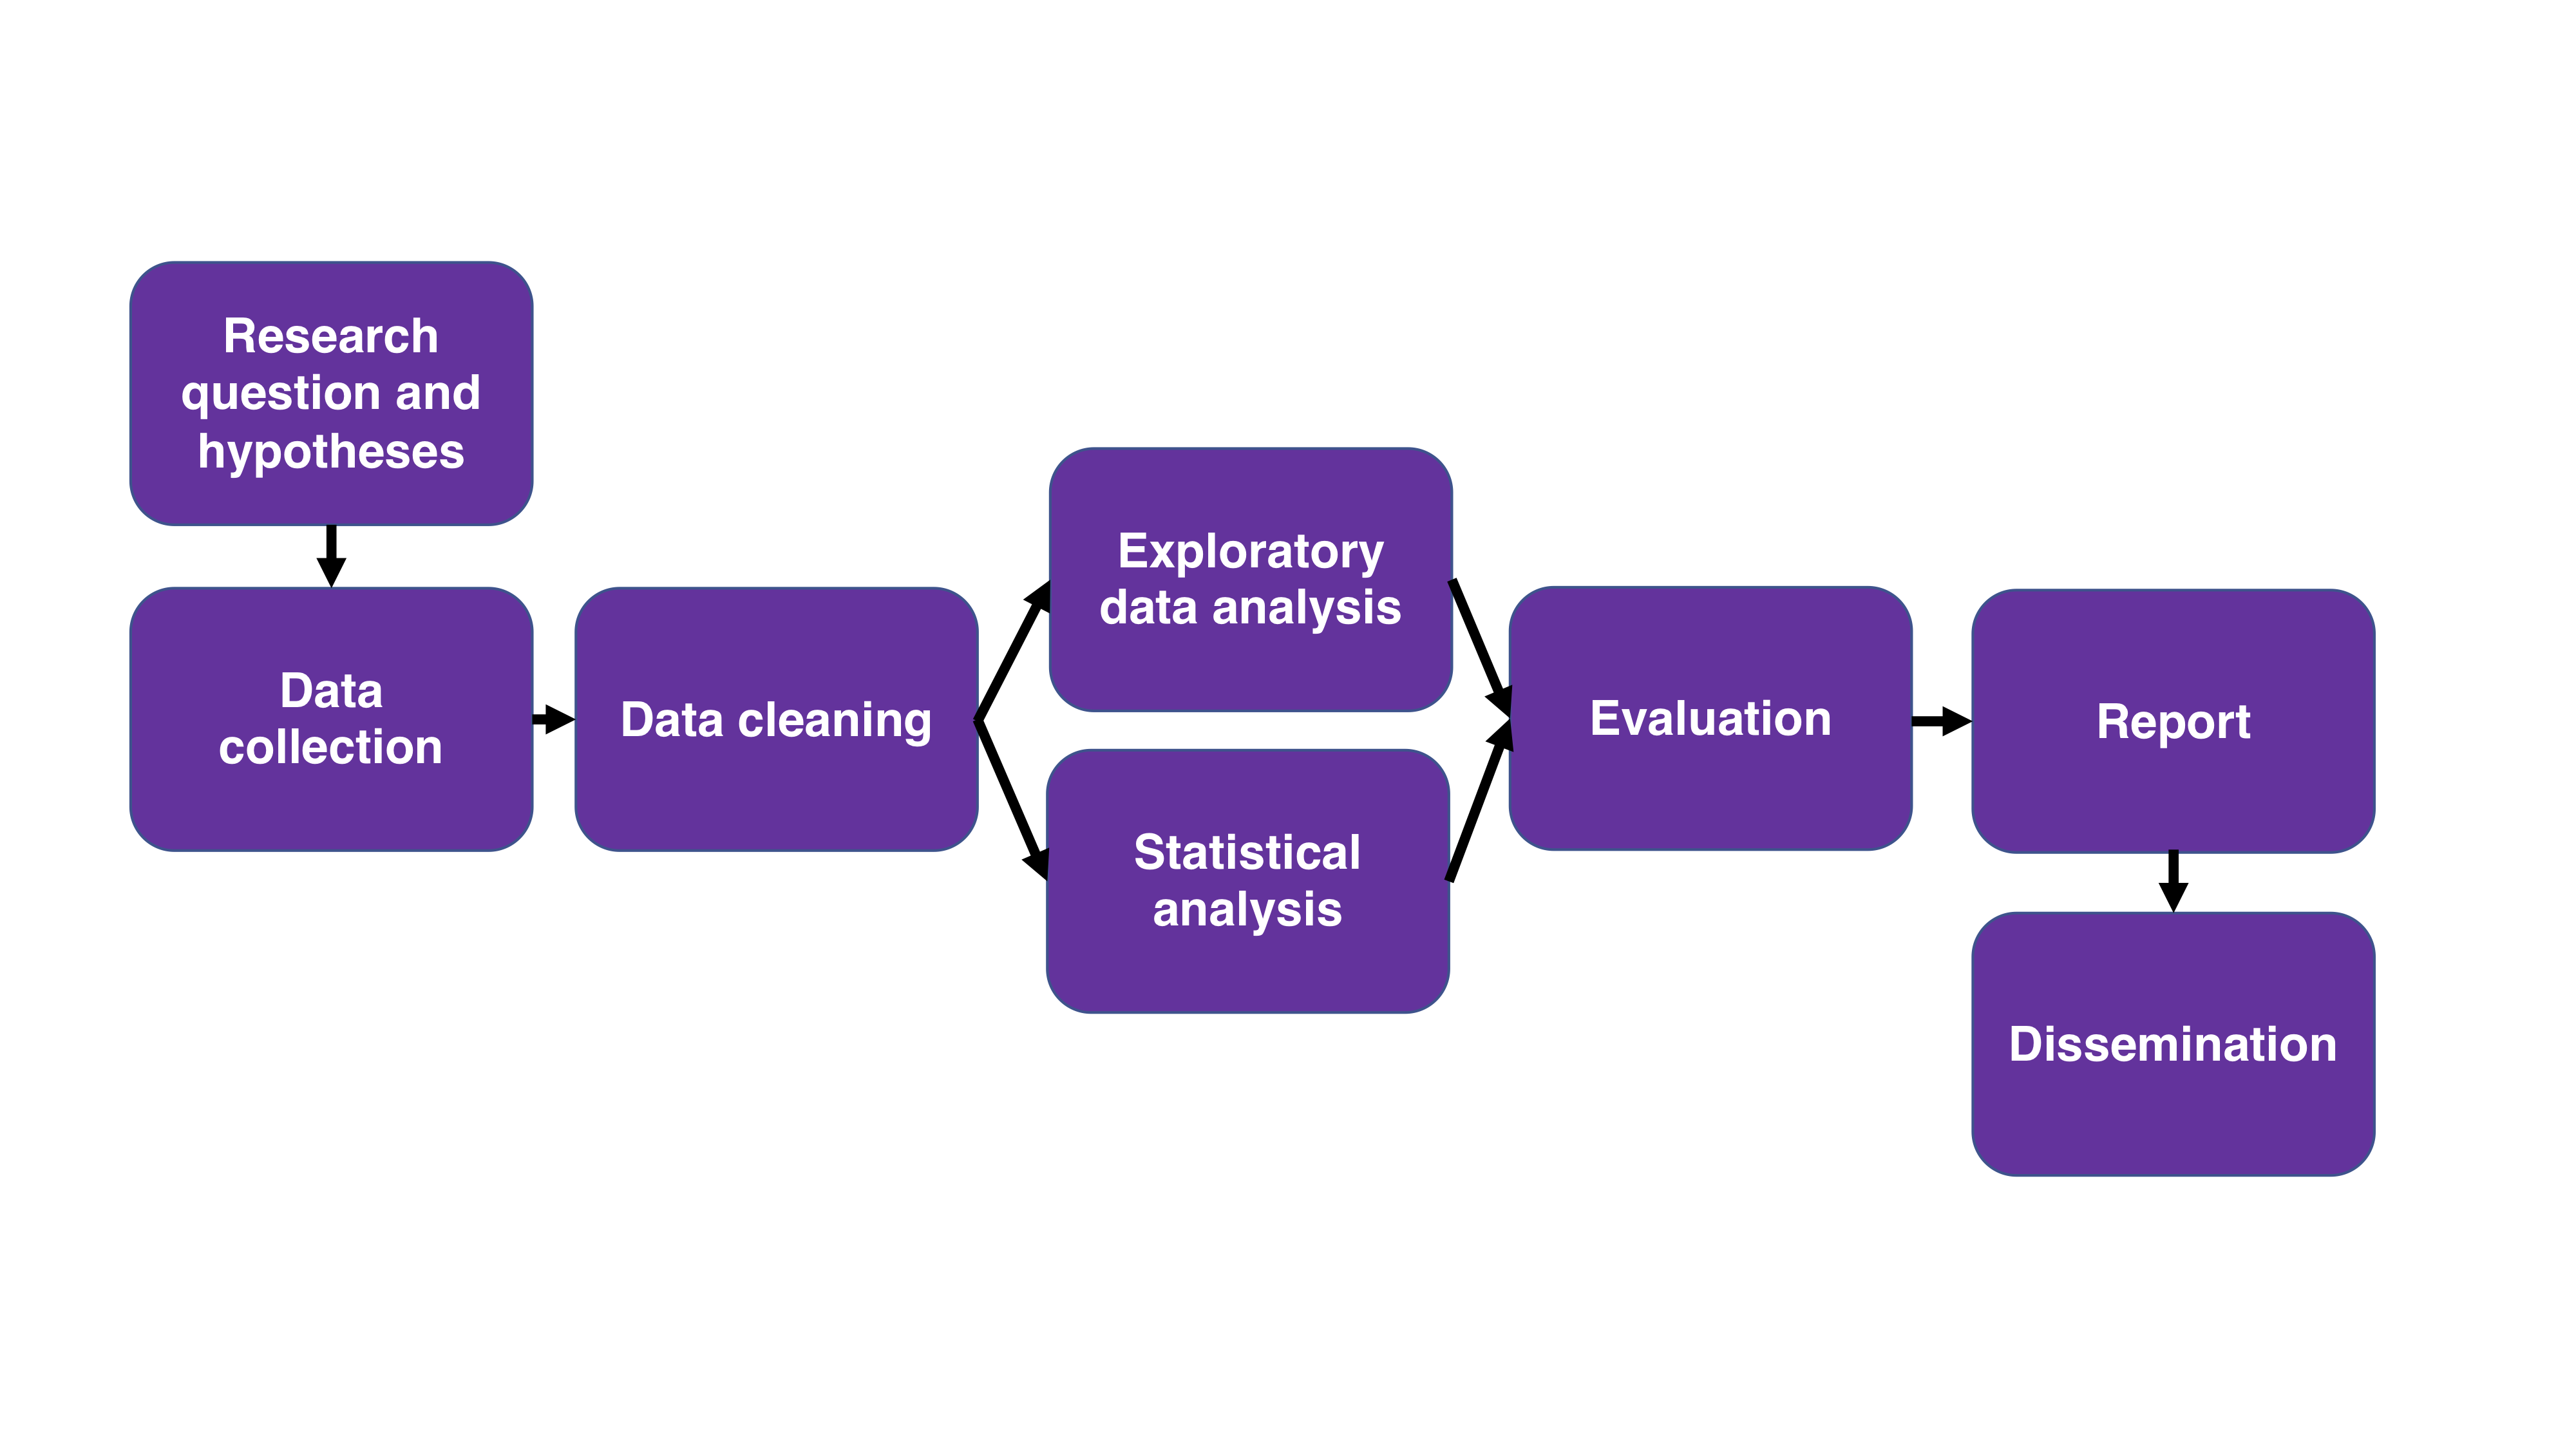 Research
question and
hypotheses
Data
collection
Data cleaning
Exploratory
data analysis
Statistical
analysis
Evaluation
Report
Dissemination